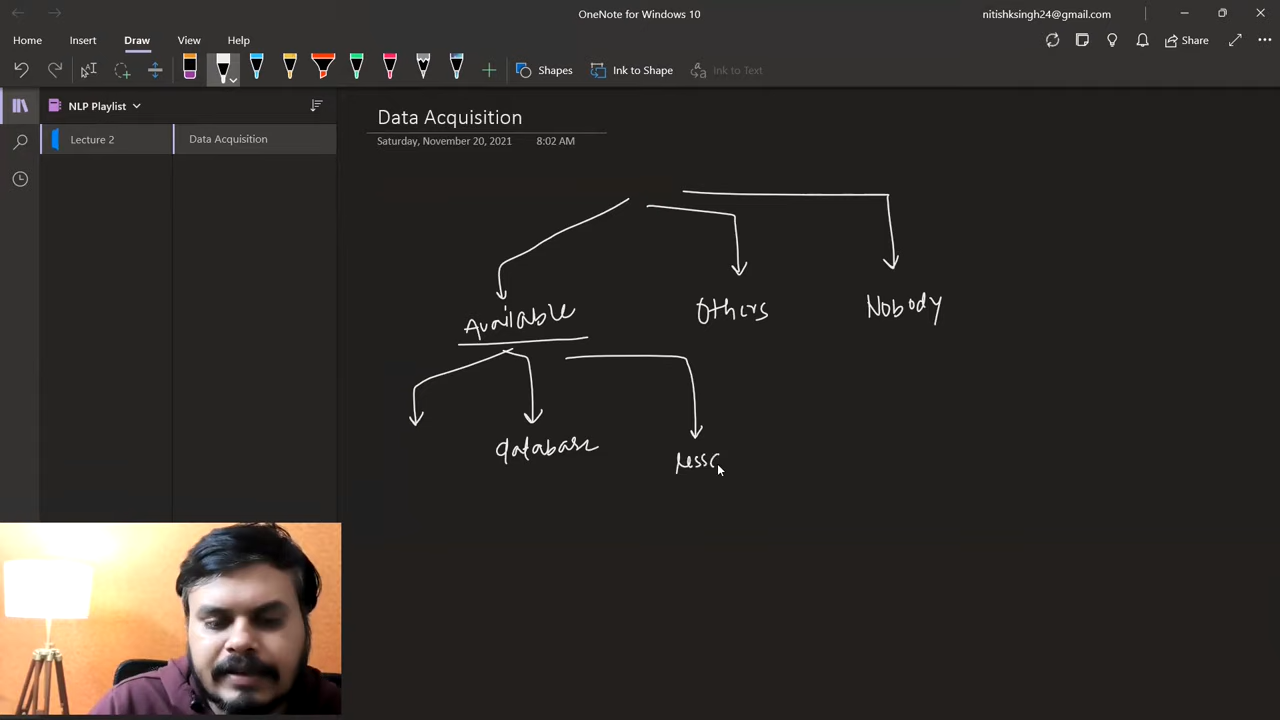 OneNote for Windows 10
nitishksingh24@gmail.com
Home Insert Draw View Help
Share
Shapes
Ink to Shape
Ink to Text
NLP Playlist
Lecture 2
Data Acquisition
Data Acquisition
Saturday, November 20, 2021 8:02 AM
Available
Others
Nobody
database